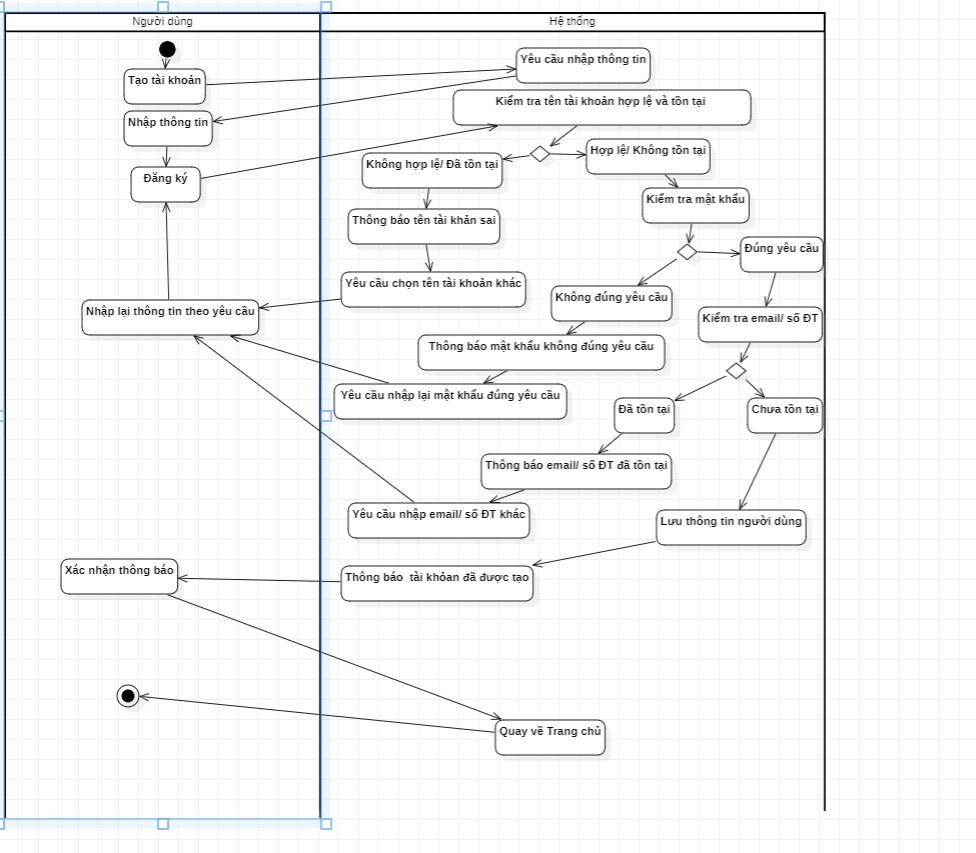 Người dùng
Hệ thống
Tạo tài khoản
Yêu cầu nhập thông tin
Nhập thông tin
Kiểm tra tên tài khoản hợp lệ và tồn tại
Đăng ký
Không hợp lệ/ Đã tồn tại
Hợp lệ/ Không tồn tại
Thông báo tên tài khản sai
Kiểm tra mật khẩu
Đúng yêu cầu
Yêu cầu chọn tên tài khoản khác
Không đúng yêu cầu
Nhập lại thông tin theo yêu cầu
Kiểm tra email/ số ĐT
Thông báo mật khẩu không đúng yêu cầu
Yêu cầu nhập lại mật khẩu đúng yêu cầu
Đã tồn tại
Chưa tồn tại
Thông báo email/ số ĐT đã tồn tại
Yêu cầu nhập email/ số ĐT khác
Lưu thông tin người dùng
Xác nhận thông báo
Thông báo  tài khỏan đã được tạo
Quay về Trang chủ